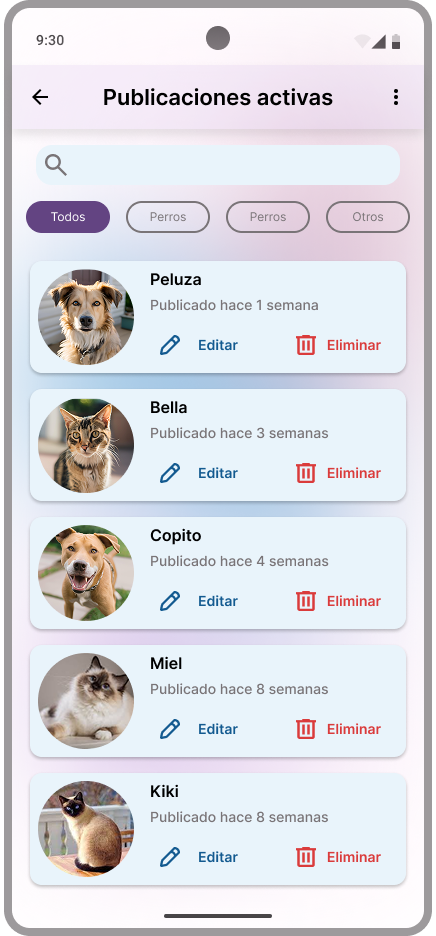 9:30
Publicaciones activas
Todos
Perros
Perros
Otros
Peluza
Publicado hace 1 semana
Editar
Eliminar
Bella
Publicado hace 3 semanas
Editar
Eliminar
Copito
Publicado hace 4 semanas
Editar
Eliminar
Miel
Publicado hace 8 semanas
Editar
Eliminar
Kiki
Publicado hace 8 semanas
Editar
Eliminar